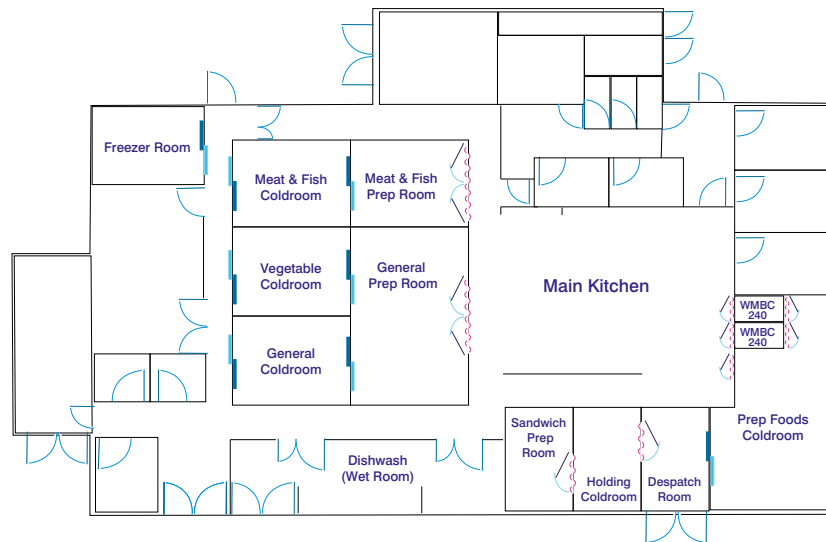 Freezer Room
Meat & Fish
Coldroom
Meat & Fish
Prep Room
Vegetable
Coldroom
General
Prep Room
Main Kitchen
WMBC
240
WMBC
240
General
Coldroom
Prep Foods
Coldroom
Sandwich
Prep
Room
Dishwash
(Wet Room)
Holding
Coldroom
Despatch
Room